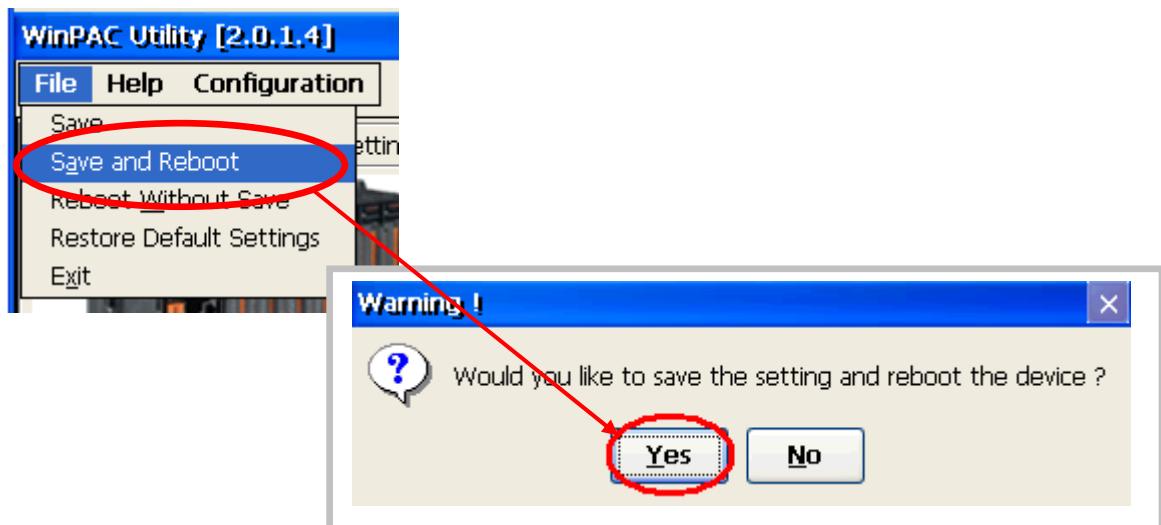 WinPAC Utility [2.0.1.4]
File Help Configuration
Save
ettin
Save and Reboot
Reboot Without Save
Restore Default Settings
Exit
Warning !
Would you like to save the setting and reboot the device ?
Yes No